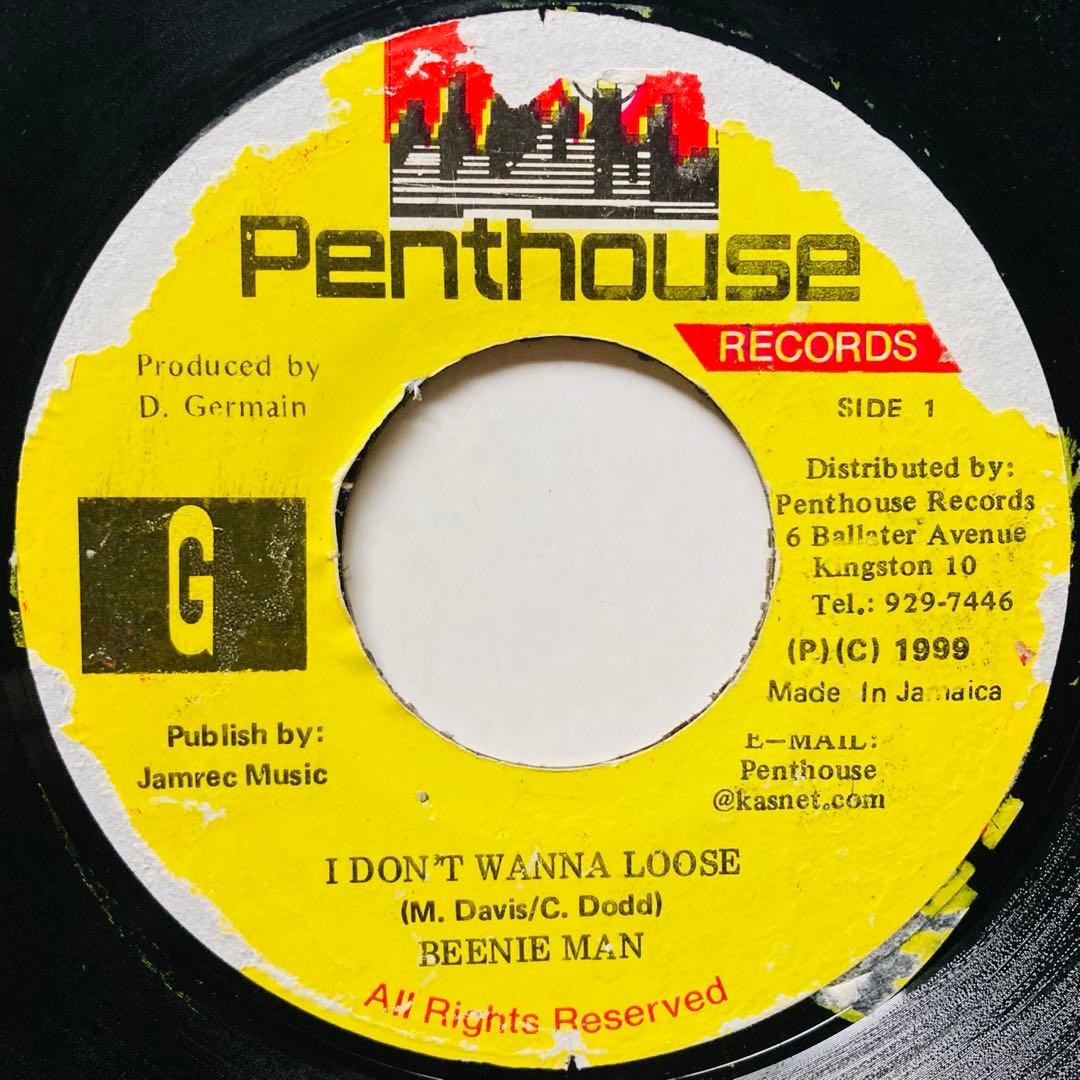 Penthouse
RECORDS
Produced by
D. Germain
SIDE 1
Distributed by:
Penthouse Records
6 Ballater Avenue
Kingston 10
Tel.: 929-7446
(P)(C) 1999
Made In Jamaica
G
Publish by:
Jamrec Music
E-MAIL:
Penthouse
@kasnet.com
I DON'T WANNA LOOSE
(M. Davis/C. Dodd)
BEENIE MAN
All Rights Reserved